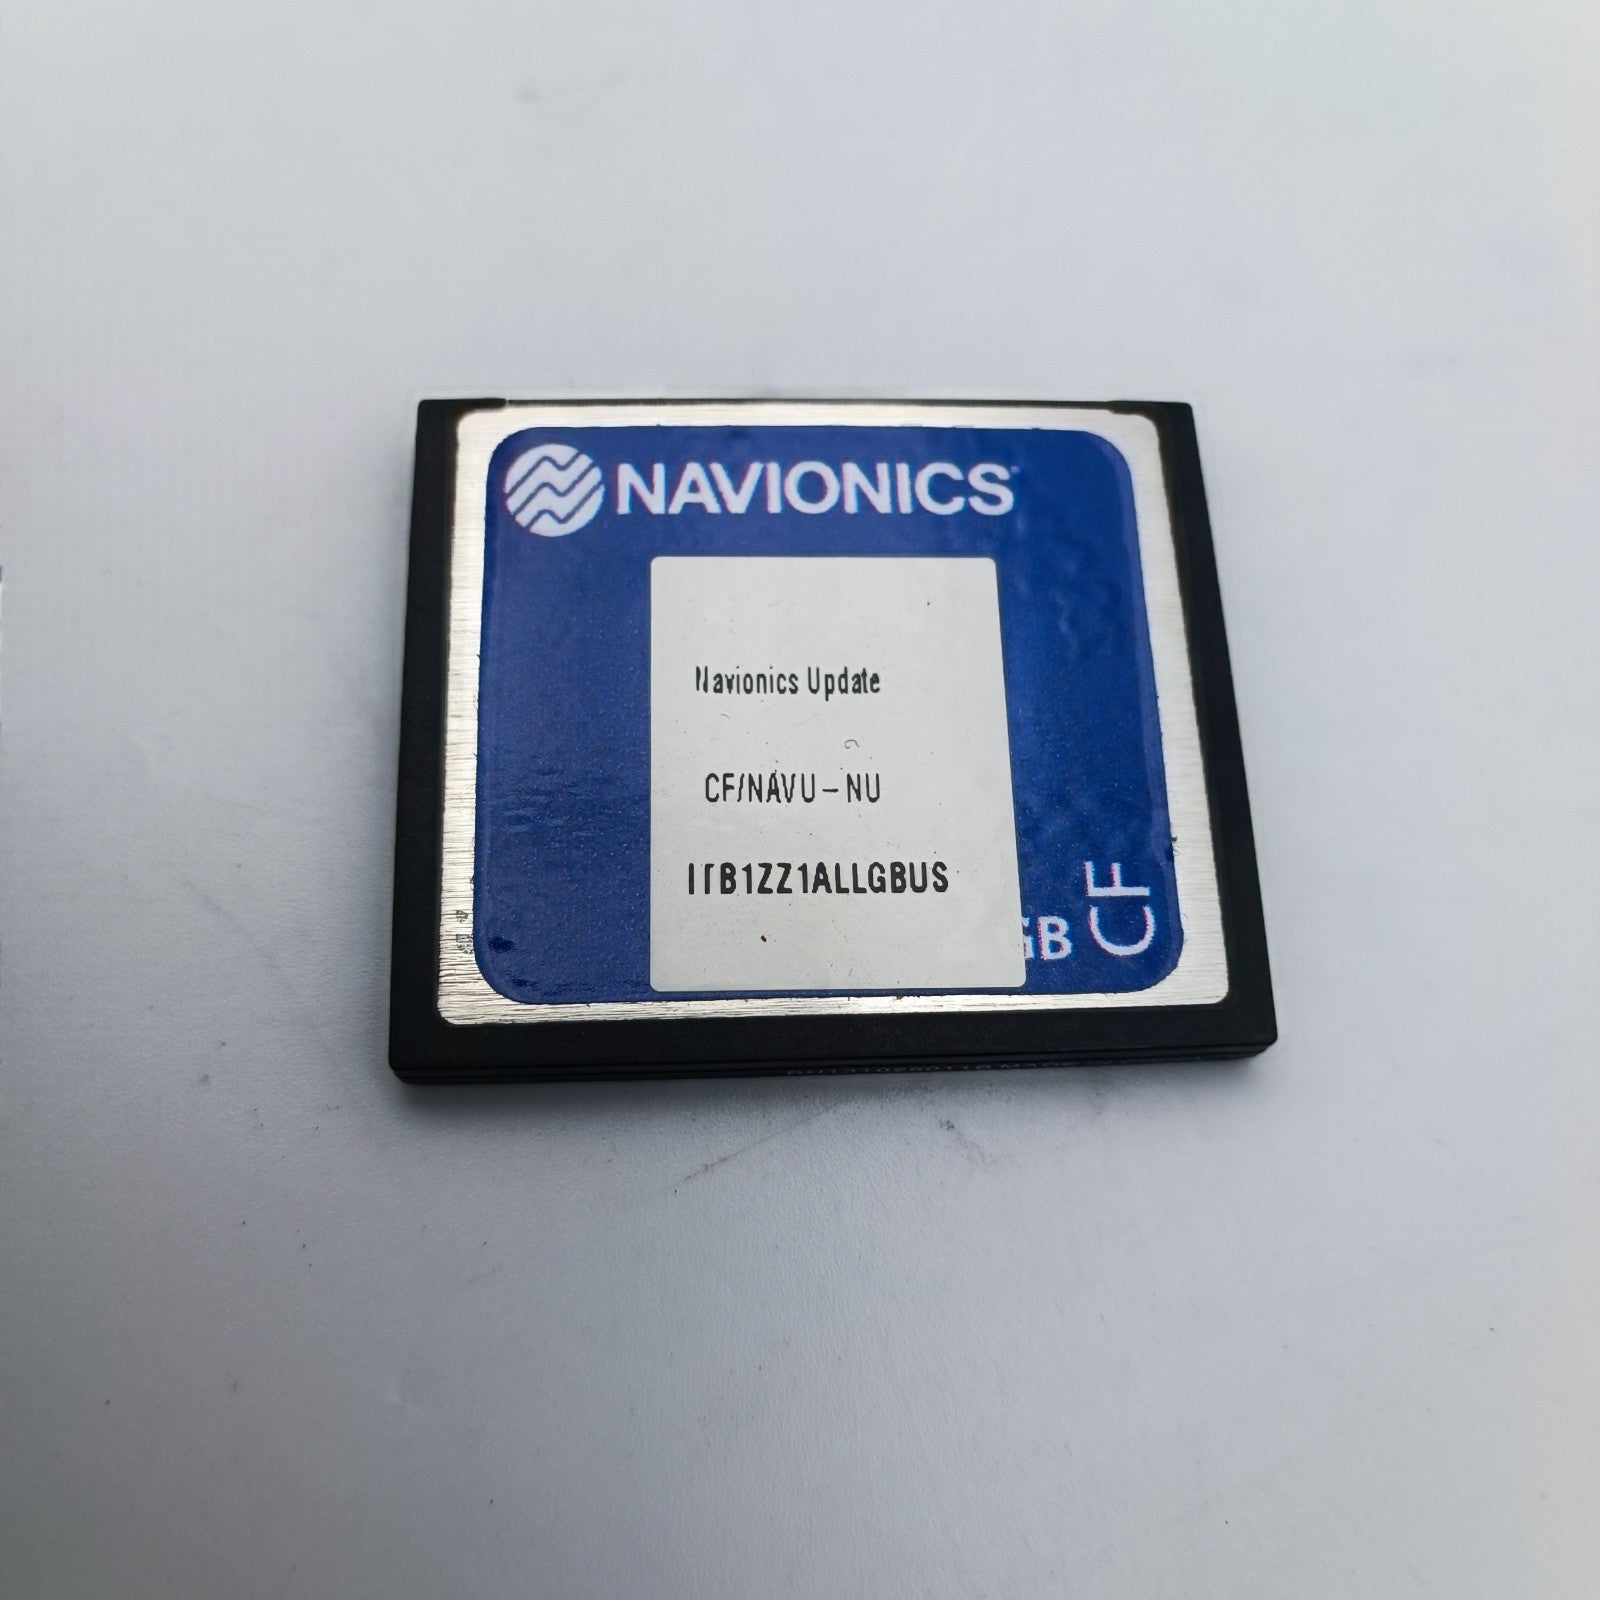 NAVIONICS
Navionics Update
CF/NAVU-NU
ITB1ZZ1ALLGBUS
GB
CF